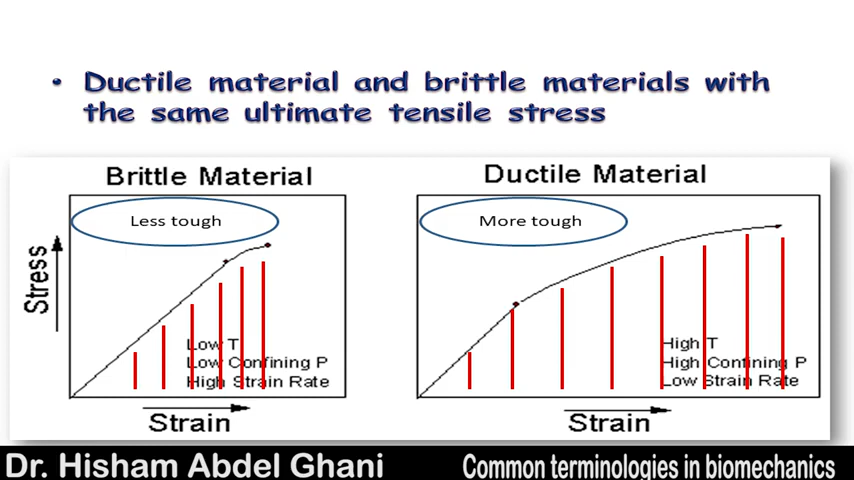 • Ductile material and brittle materials with
the same ultimate tensile stress
Brittle Material
Less tough
Stress
Low T
Low Confining P
High Strain Rate
Strain
Ductile Material
More tough
High T
High Confining P
Low Strain Rate
Strain
Dr. Hisham Abdel Ghani
Common terminologies in biomechanics